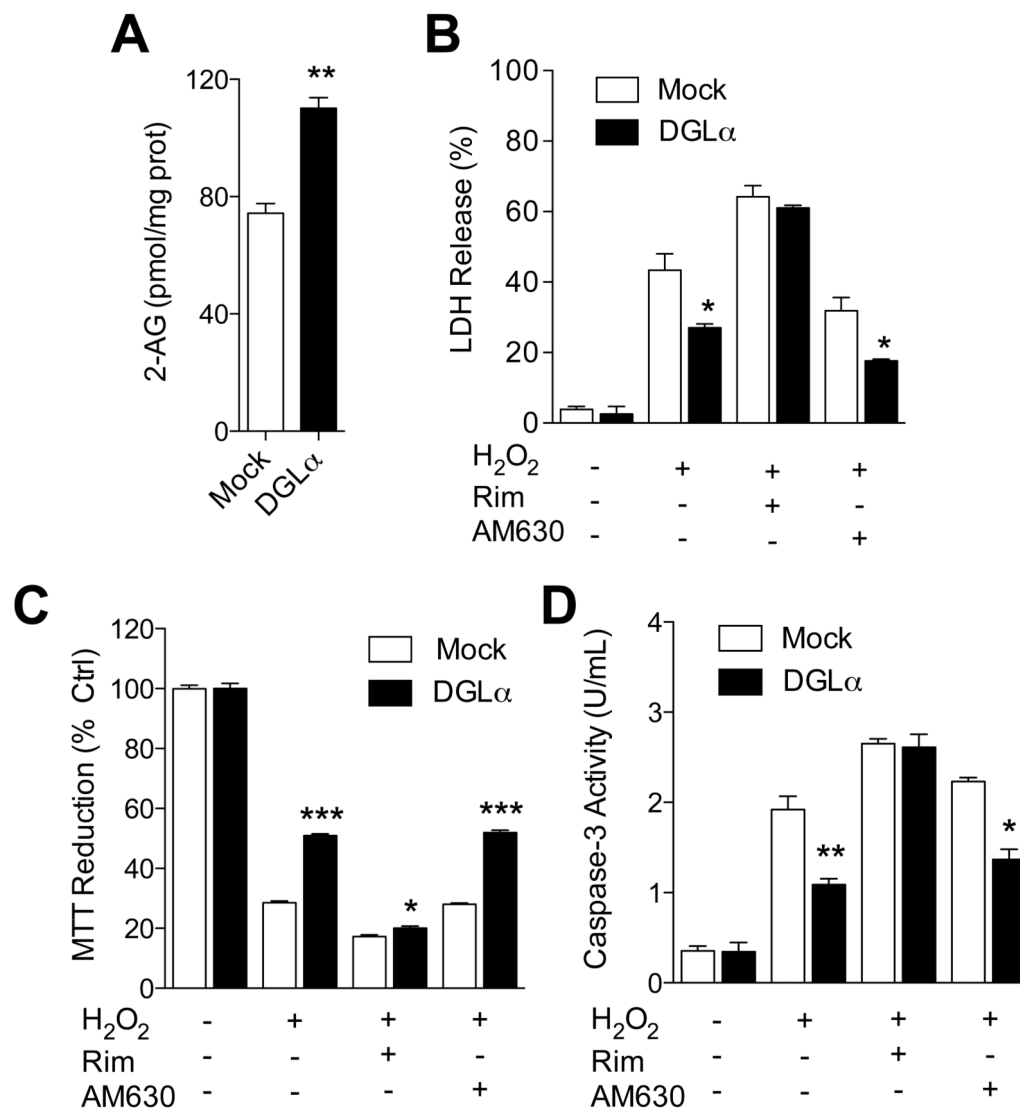 A
2-AG (pmol/mg prot)
120
80
40
0
**
Mock
DGLα
B
LDH Release (%)
100
80
60
40
20
0
Mock
DGLα
*
*
H₂O₂ - + + +
Rim - - + -
AM630 - - - +
C
MTT Reduction (% Ctrl)
120
100
80
60
40
20
0
Mock
DGLα
***
*
***
H₂O₂ - + + +
Rim - - + -
AM630 - - - +
D
Caspase-3 Activity (U/mL)
4
3
2
1
0
Mock
DGLα
**
*
H₂O₂ - + + +
Rim - - + -
AM630 - - - +